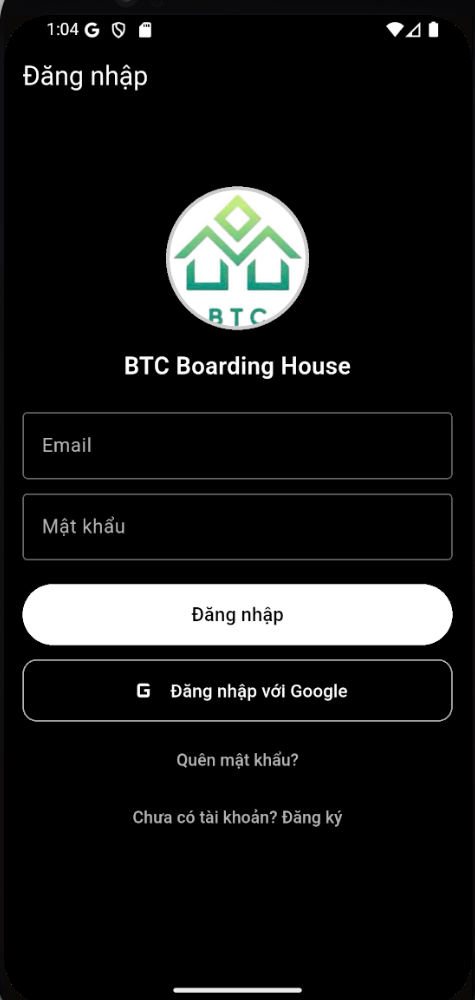 1:04
Đăng nhập
BTC
BTC Boarding House
Email
Mật khẩu
Đăng nhập
G Đăng nhập với Google
Quên mật khẩu?
Chưa có tài khoản? Đăng ký